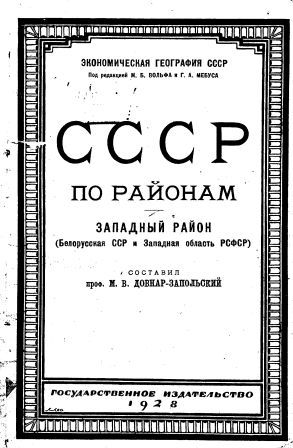 ЭКОНОМИЧЕСКАЯ ГЕОГРАФИЯ СССР
Под редакцией М. Б. ВОЛЬФА и Г. А. МЕБУСА
СССР
ПО РАЙОНАМ
ЗАПАДНЫЙ РАЙОН
(Белорусская ССР и Западная область РСФСР)
СОСТАВИЛ
проф. М. В. ДОВНАР-ЗАПОЛЬСКИЙ
ГОСУДАРСТВЕННОЕ ИЗДАТЕЛЬСТВО
1928